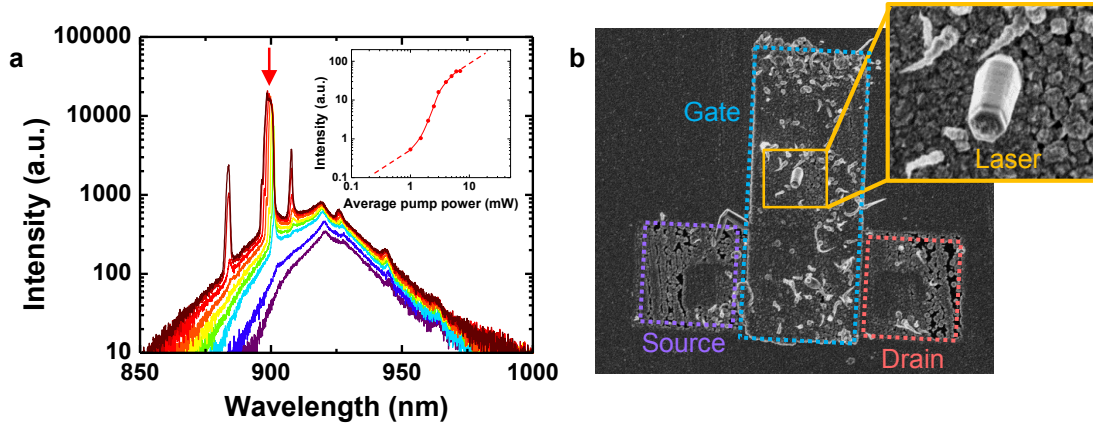 a
Intensity (a.u.)
100000
10000
1000
100
10
850
900
950
1000
Wavelength (nm)
Intensity (a.u.)
100
10
1
0.1
0.1
1
10
Average pump power (mW)
b
Gate
Laser
Source
Drain